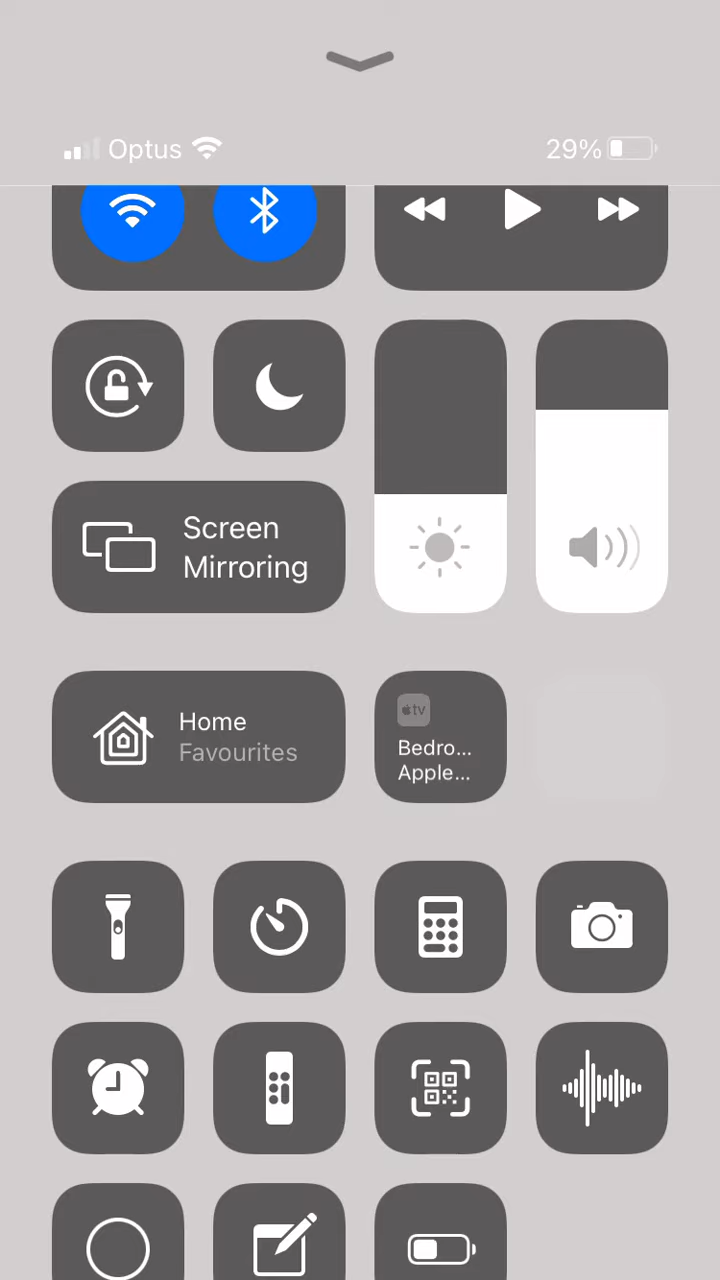 Optus
29%
Screen
Mirroring
Home
Favourites
tv
Bedro...
Apple...